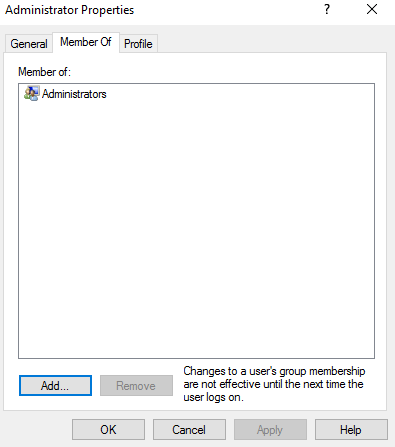 Administrator Properties
?
General Member Of Profile
Member of:
Administrators
Add... Remove
Changes to a user's group membership
are not effective until the next time the
user logs on.
OK Cancel Apply Help